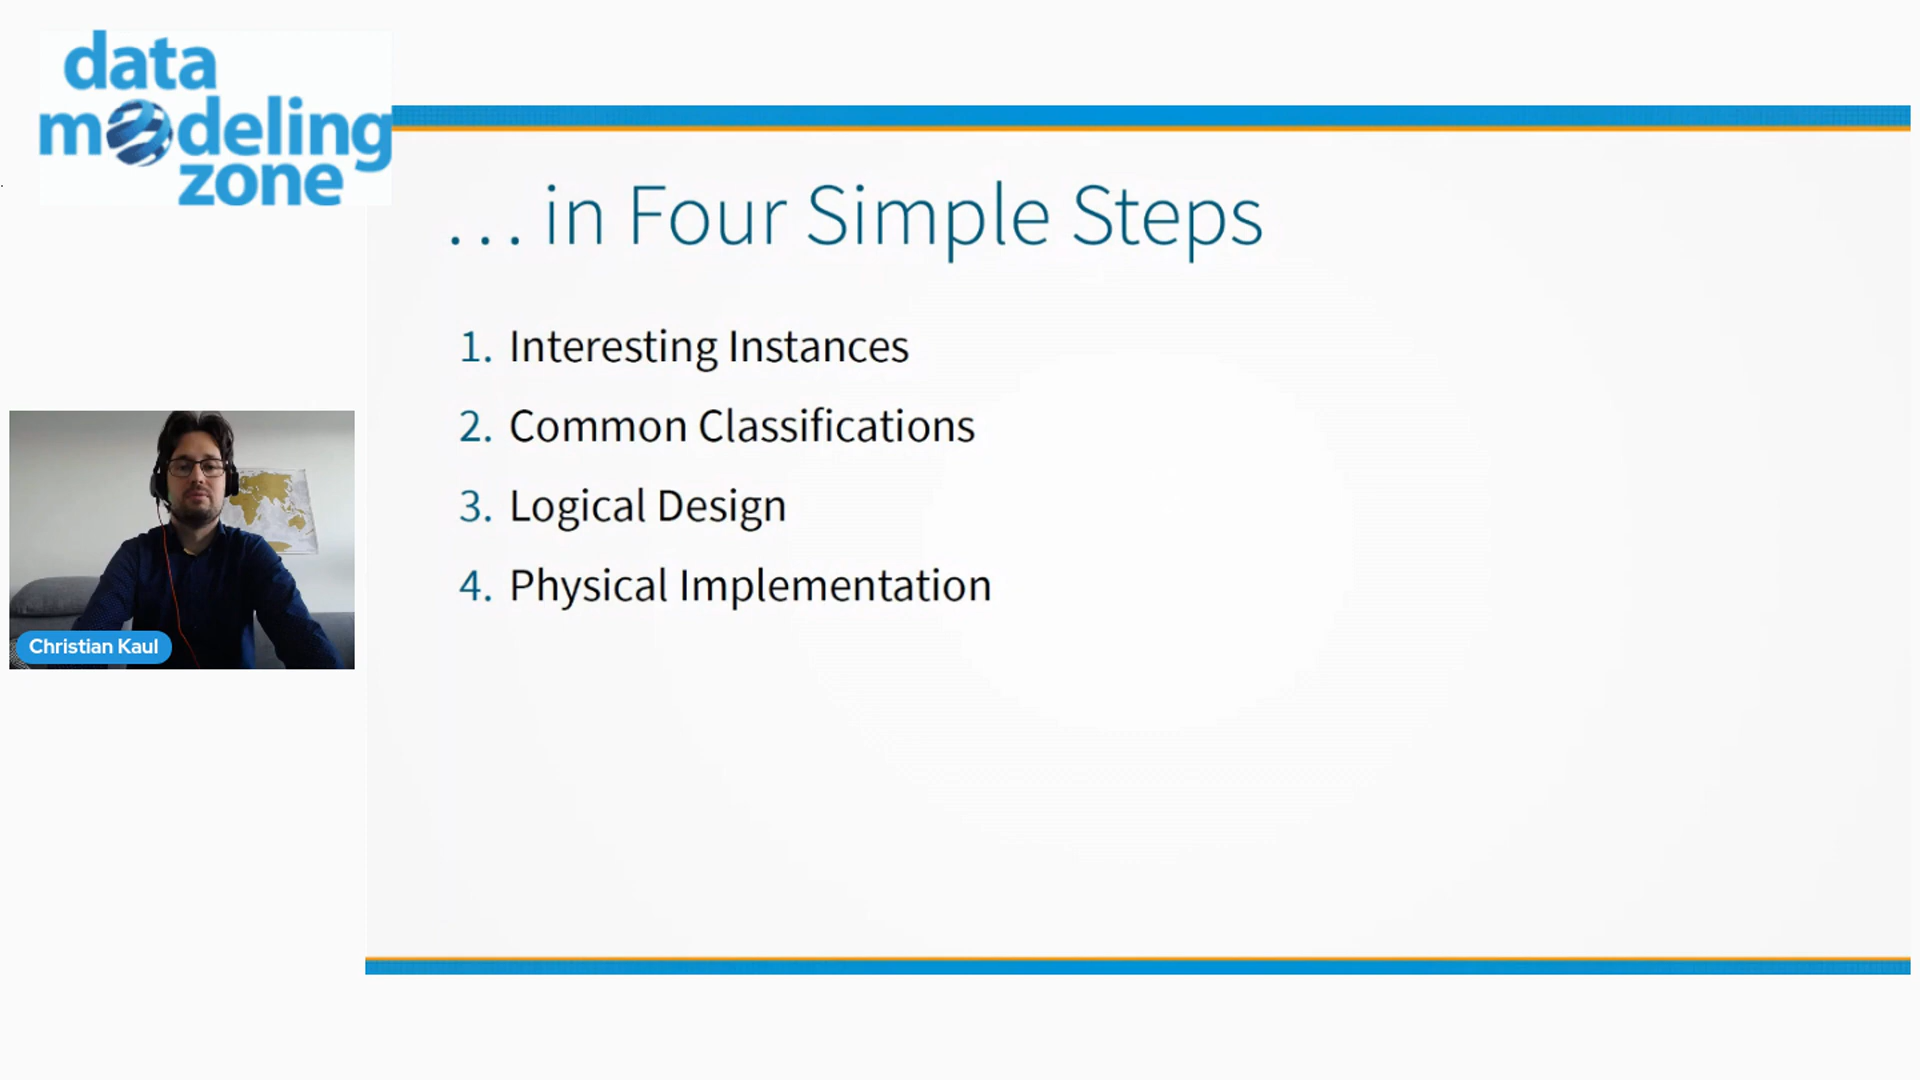 data
modeling
zone
… in Four Simple Steps
1. Interesting Instances
2. Common Classifications
3. Logical Design
4. Physical Implementation
Christian Kaul